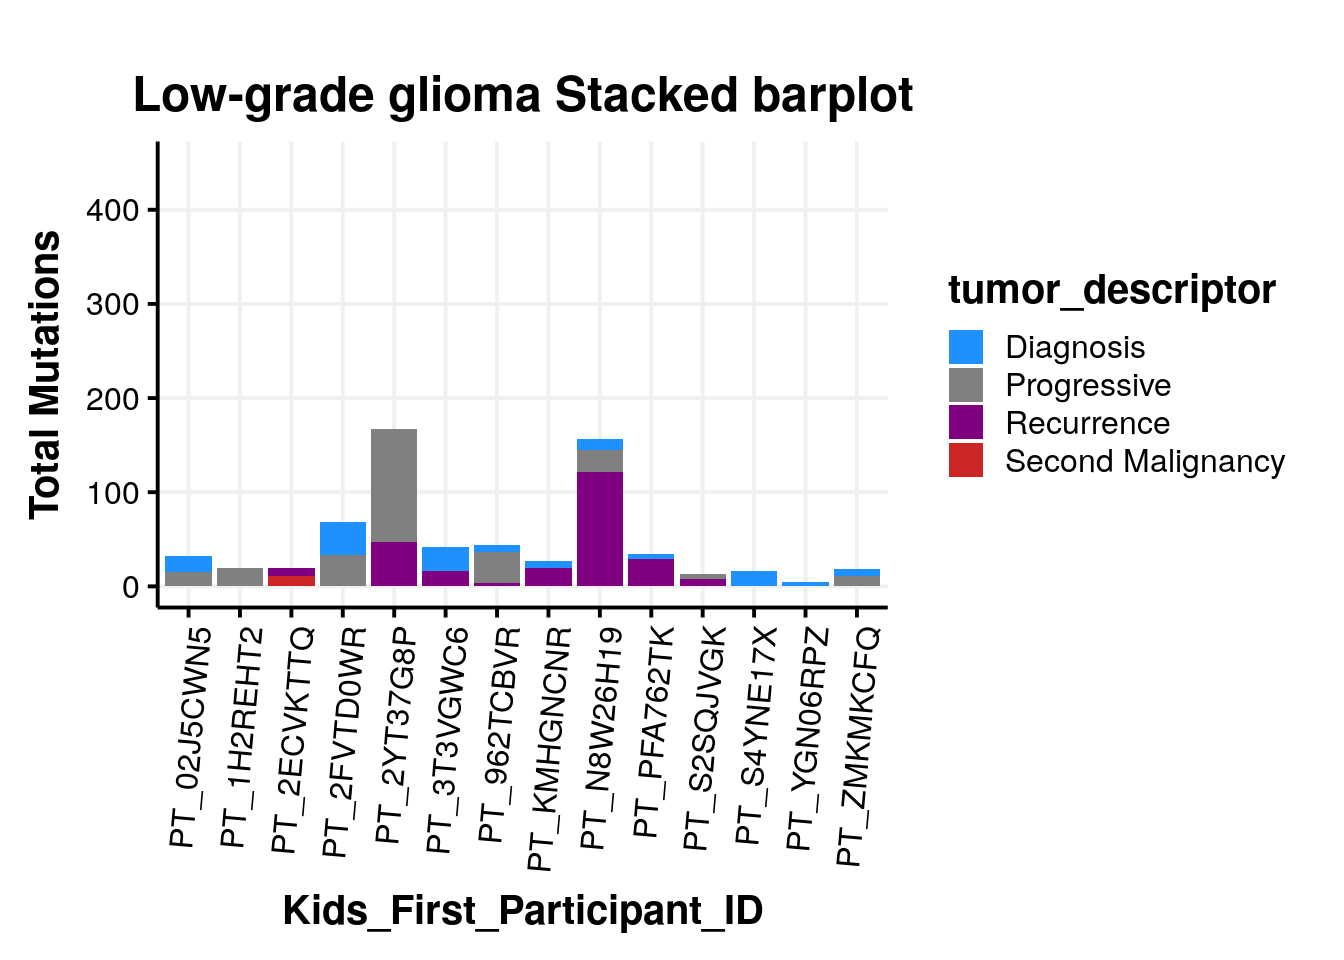 Low-grade glioma Stacked barplot
Total Mutations
400
300
200
100
0
PT_02J5CWN5
PT_1H2REHT2
PT_2ECVKTTQ
PT_2FVTD0WR
PT_2YT37G8P
PT_3T3VGWC6
PT_962TCBVR
PT_KMHGNCNR
PT_N8W26H19
PT_PFA762TK
PT_S2SQJVGK
PT_S4YNE17X
PT_YGN06RPZ
PT_ZMKMKCFQ
Kids_First_Participant_ID
tumor_descriptor
Diagnosis
Progressive
Recurrence
Second Malignancy